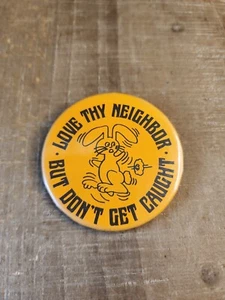 · LOVE THY NEIGHBOR ·
BUT DON'T GET CAUGHT